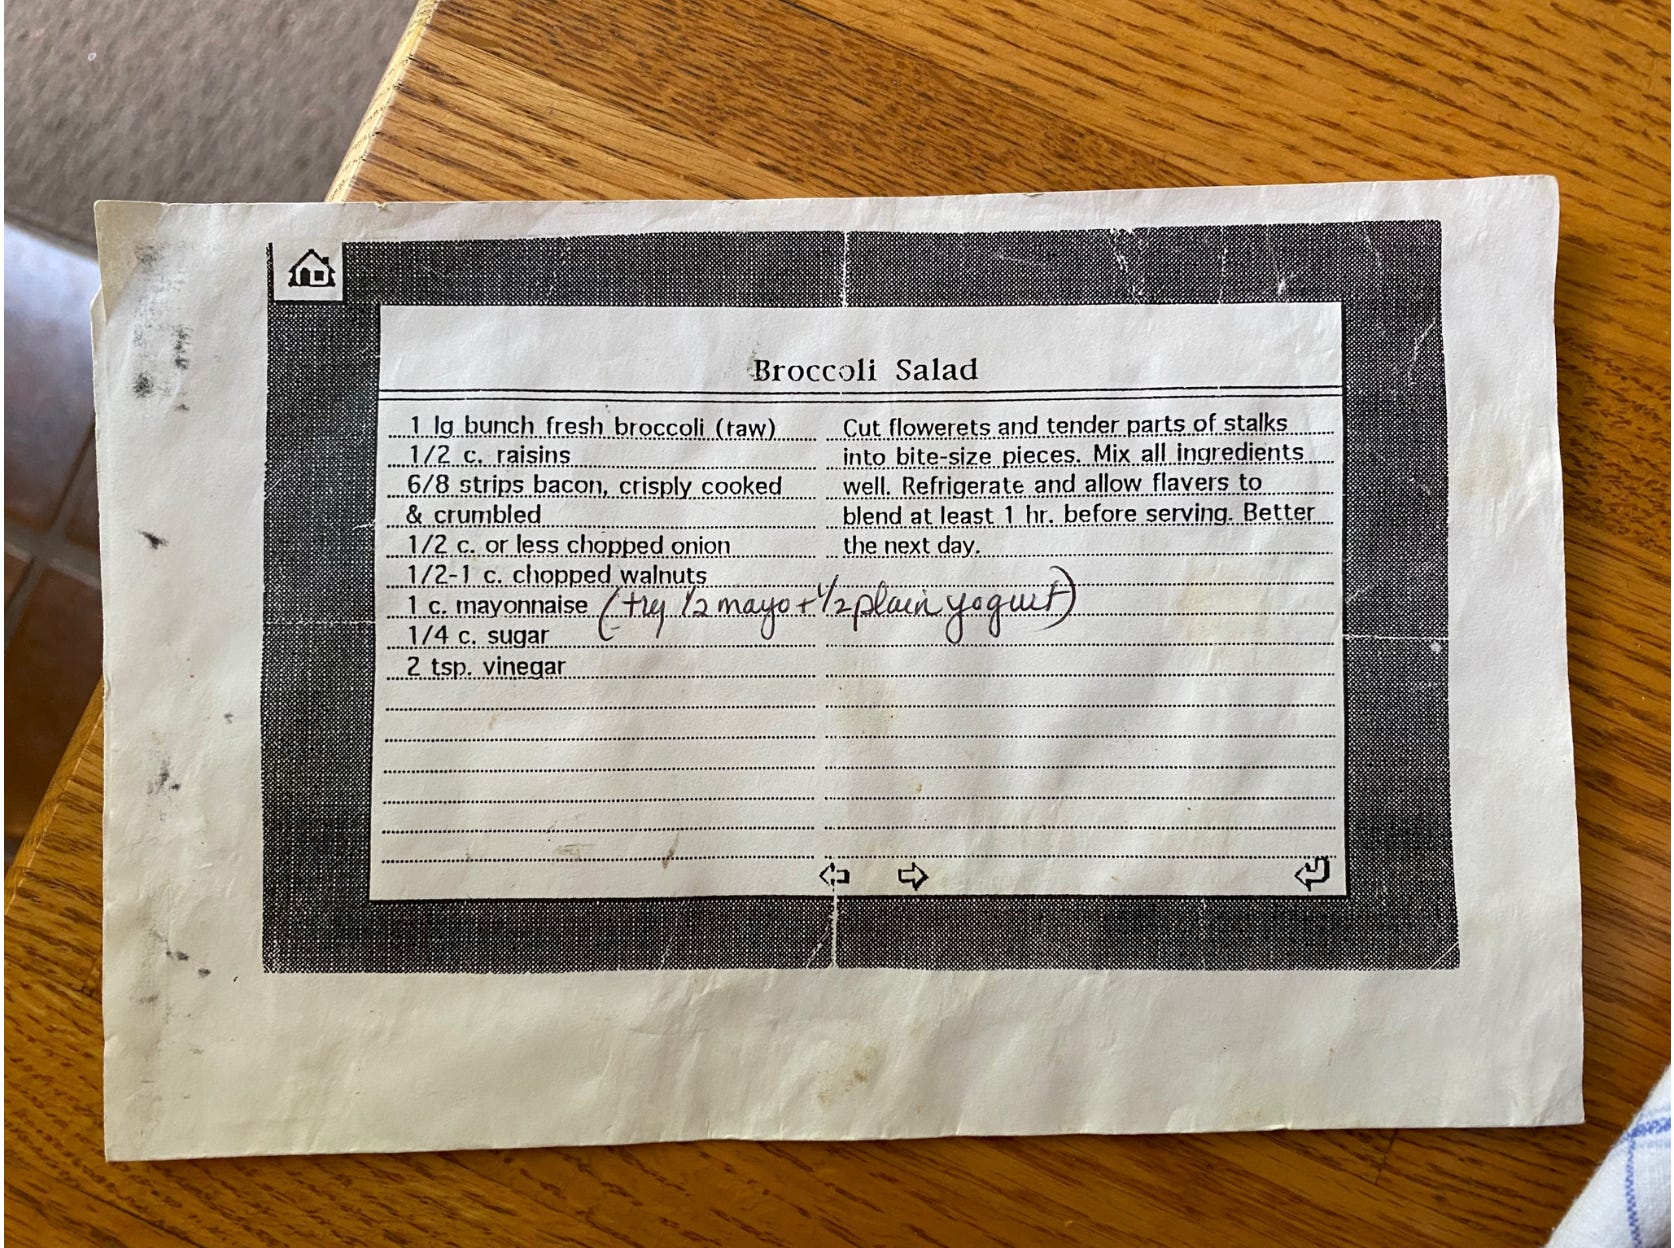 Broccoli Salad
1 lg bunch fresh broccoli (raw)
1/2 c. raisins
6/8 strips bacon, crisply cooked
& crumbled
1/2 c. or less chopped onion
1/2-1 c. chopped walnuts
1 c. mayonnaise (try 1/2 mayo + 1/2 plain yogurt)
1/4 c. sugar
2 tsp. vinegar
Cut flowerets and tender parts of stalks
into bite-size pieces. Mix all ingredients
well. Refrigerate and allow flavers to
blend at least 1 hr. before serving. Better
the next day.